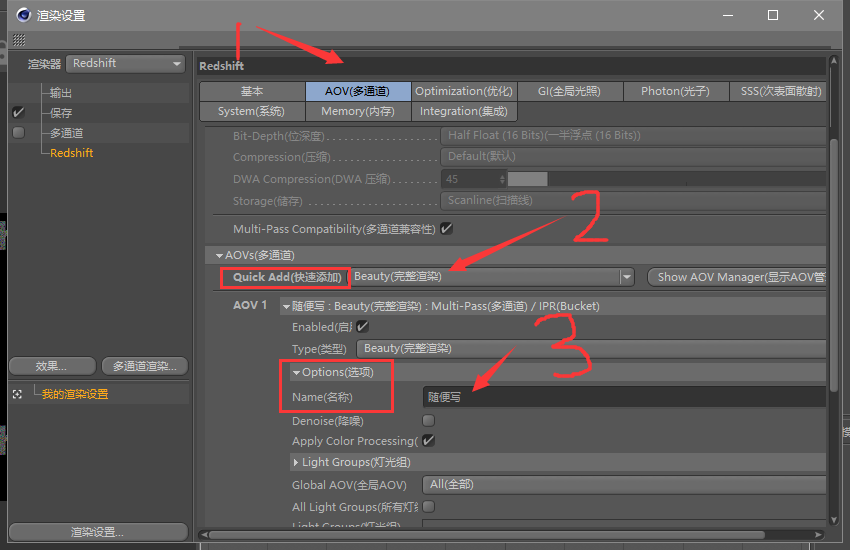 渲染设置
1
渲染器 Redshift
输出
保存
多通道
Redshift
效果... 多通道渲染...
我的渲染设置
渲染设置...
Redshift
基本 AOV(多通道) Optimization(优化) GI(全局光照) Photon(光子) SSS(次表面散射)
System(系统) Memory(内存) Integration(集成)
Bit-Depth(位深度) Half Float (16 Bits)(一半浮点 (16 Bits))
Compression(压缩) Default(默认)
DWA Compression(DWA 压缩) 45
Storage(储存) Scanline(扫描线)
2
Multi-Pass Compatibility(多通道兼容性)
AOVs(多通道)
Quick Add(快速添加) Beauty(完整渲染) Show AOV Manager(显示AOV管
AOV 1 随便写 : Beauty(完整渲染) : Multi-Pass(多通道) / IPR(Bucket)
Enabled(启用
Type(类型) Beauty(完整渲染)
3
Options(选项)
Name(名称) 随便写
Denoise(降噪)
Apply Color Processing(
Light Groups(灯光组)
Global AOV(全局AOV) All(全部)
All Light Groups(所有灯
Light Groups(灯光组)